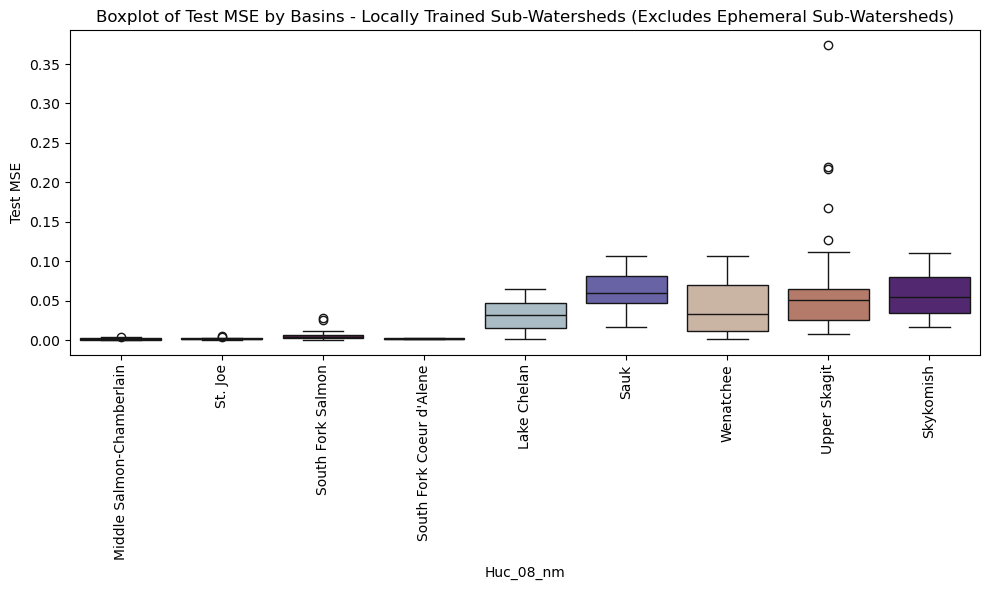 Boxplot of Test MSE by Basins - Locally Trained Sub-Watersheds (Excludes Ephemeral Sub-Watersheds)
Test MSE
0.35
0.30
0.25
0.20
0.15
0.10
0.05
0.00
Middle Salmon-Chamberlain
St. Joe
South Fork Salmon
South Fork Coeur d'Alene
Lake Chelan
Sauk
Wenatchee
Upper Skagit
Skykomish
Huc_08_nm